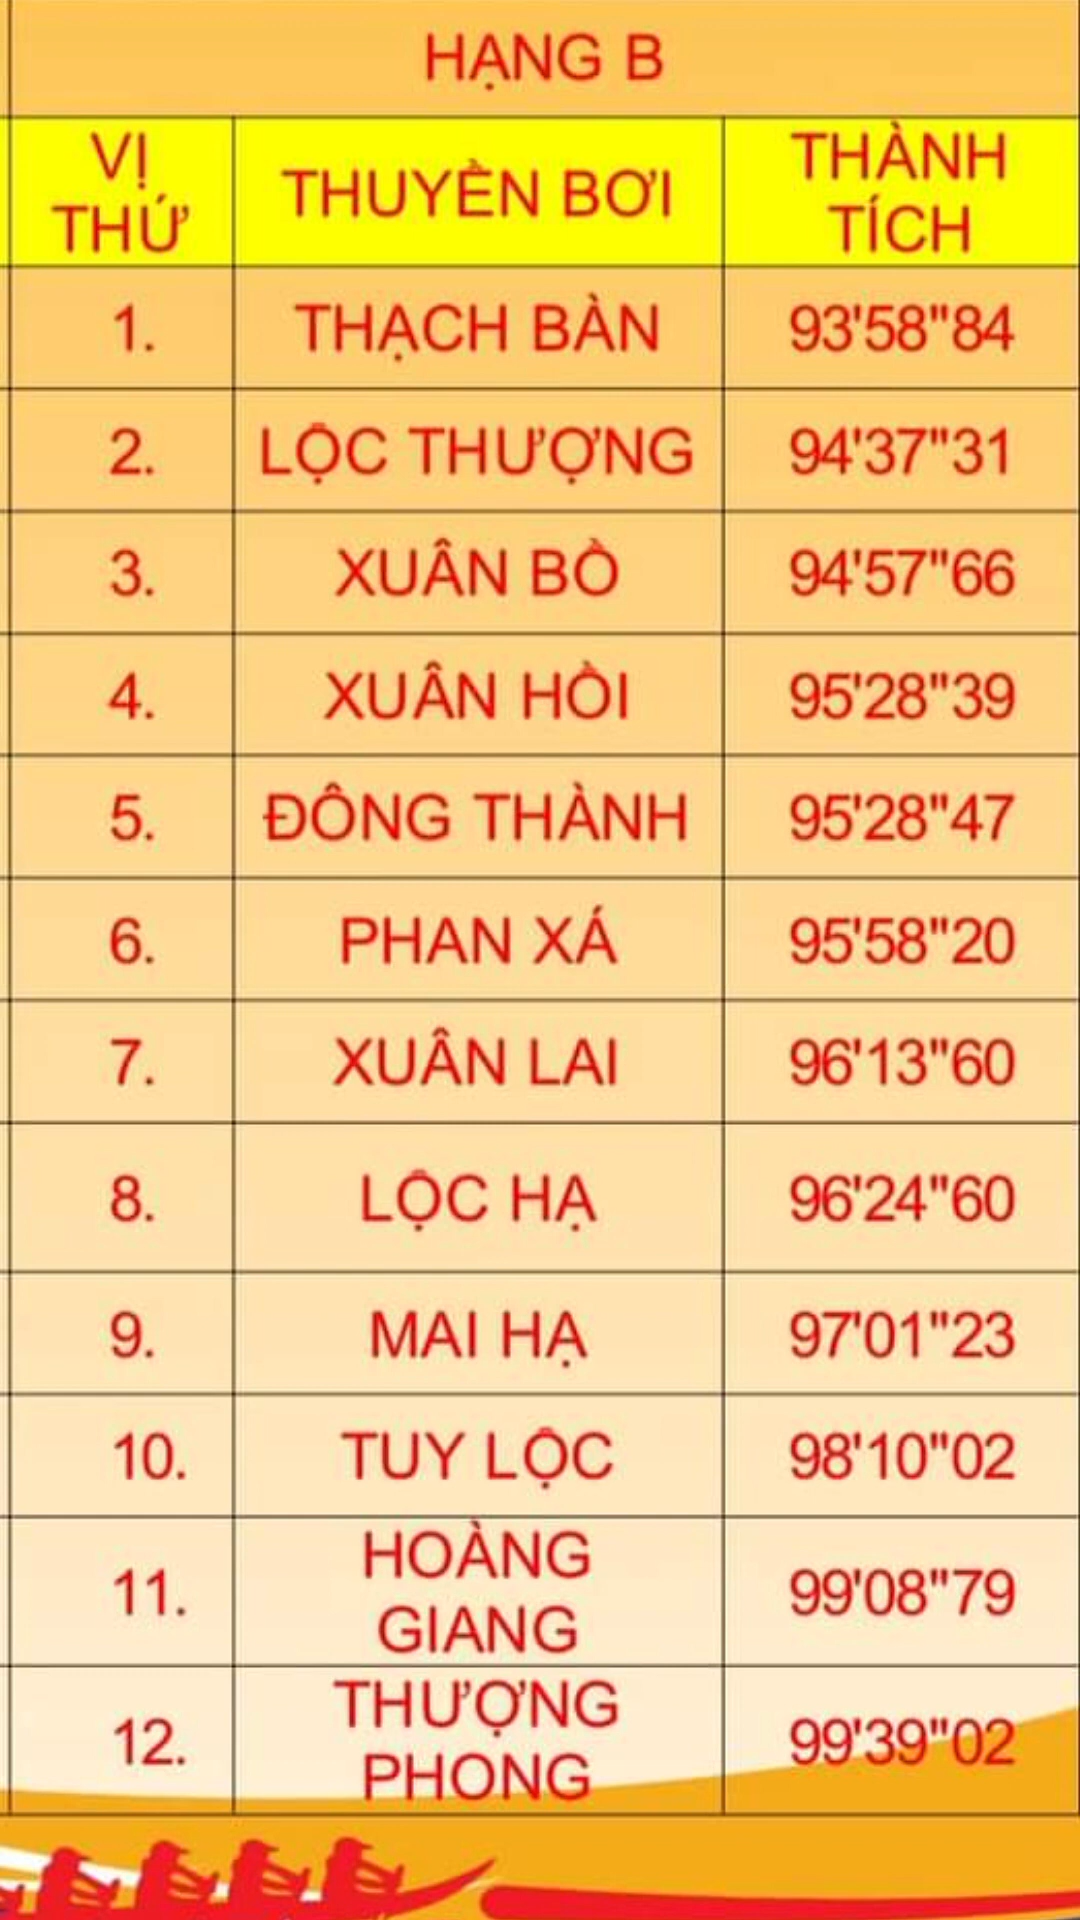 HẠNG B
VỊ
THỨ
THUYỀN BƠI
THÀNH
TÍCH
1.
THẠCH BÀN
93'58"84
2.
LỘC THƯỢNG
94'37"31
3.
XUÂN BỒ
94'57"66
4.
XUÂN HỒI
95'28"39
5.
ĐÔNG THÀNH
95'28"47
6.
PHAN XÁ
95'58"20
7.
XUÂN LAI
96'13"60
8.
LỘC HẠ
96'24"60
9.
MAI HẠ
97'01"23
10.
TUY LỘC
98'10"02
11.
HOÀNG
GIANG
99'08"79
12.
THƯỢNG
PHONG
99'39"02